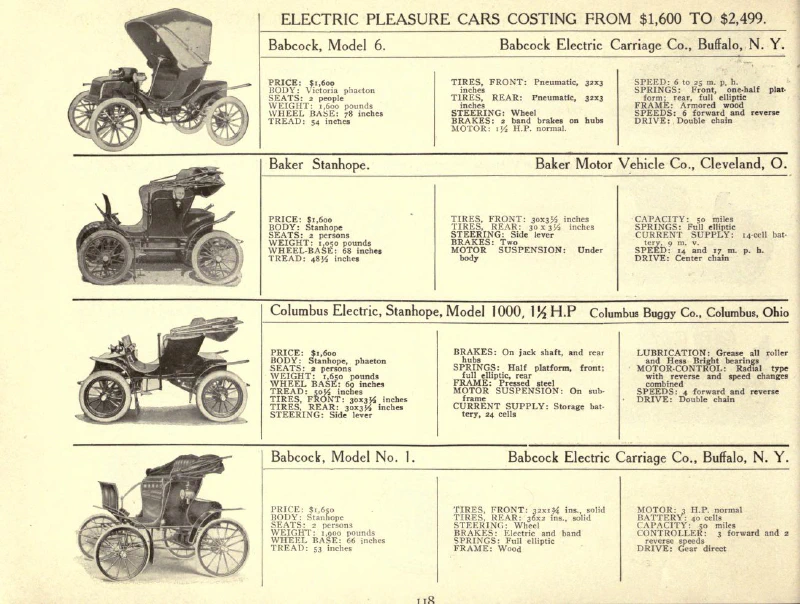 ELECTRIC PLEASURE CARS COSTING FROM $1,600 TO $2,499.
Babcock, Model 6. Babcock Electric Carriage Co., Buffalo, N. Y.
PRICE: $1,600
BODY: Victoria phaeton
SEATS: 2 people
WEIGHT: 1,600 pounds
WHEEL BASE: 78 inches
TREAD: 54 inches
TIRES, FRONT: Pneumatic, 32x3
inches
TIRES, REAR: Pneumatic, 32x3
inches
STEERING: Wheel
BRAKES: 2 band brakes on hubs
MOTOR: 1½ H.P. normal.
SPEED: 6 to 25 m. p. h.
SPRINGS: Front, one-half plat-
form; rear, full elliptic
FRAME: Armored wood
SPEEDS: 6 forward and reverse
DRIVE: Double chain
Baker Stanhope. Baker Motor Vehicle Co., Cleveland, O.
PRICE: $1,600
BODY: Stanhope
SEATS: 2 persons
WEIGHT: 1,050 pounds
WHEEL-BASE: 68 inches
TREAD: 48½ inches
TIRES, FRONT: 30x3½ inches
TIRES, REAR: 30 x 3½ inches
STEERING: Side lever
BRAKES: Two
MOTOR SUSPENSION: Under
body
CAPACITY: 50 miles
SPRINGS: Full elliptic
CURRENT SUPPLY: 14-cell bat-
tery, 9 m. v.
SPEED: 14 and 17 m. p. h.
DRIVE: Center chain
Columbus Electric, Stanhope, Model 1000, 1½ H.P Columbus Buggy Co., Columbus, Ohio
PRICE: $1,600
BODY: Stanhope, phaeton
SEATS: 2 persons
WEIGHT: 1,650 pounds
WHEEL BASE: 69 inches
TREAD: 50½ inches
TIRES, FRONT: 30x3½ inches
TIRES, REAR: 30x3½ inches
STEERING: Side lever
BRAKES: On jack shaft, and rear
hubs
SPRINGS: Half platform, front;
full elliptic, rear
FRAME: Pressed steel
MOTOR SUSPENSION: On sub-
frame
CURRENT SUPPLY: Storage bat-
tery, 24 cells
LUBRICATION: Grease all roller
and Hess Bright bearings
MOTOR-CONTROL: Radial type
with reverse and speed changes
combined
SPEEDS: 4 forward and reverse
DRIVE: Double chain
Babcock, Model No. 1. Babcock Electric Carriage Co., Buffalo, N. Y.
PRICE: $1,650
BODY: Stanhope
SEATS: 2 persons
WEIGHT: 1,900 pounds
WHEEL BASE: 66 inches
TREAD: 53 inches
TIRES, FRONT: 32x1¾ ins., solid
TIRES, REAR: 36x2 ins., solid
STEERING: Wheel
BRAKES: Electric and band
SPRINGS: Full elliptic
FRAME: Wood
MOTOR: 3 H.P. normal
BATTERY: 40 cells
CAPACITY: 50 miles
CONTROLLER: 3 forward and 2
reverse speeds
DRIVE: Gear direct
118